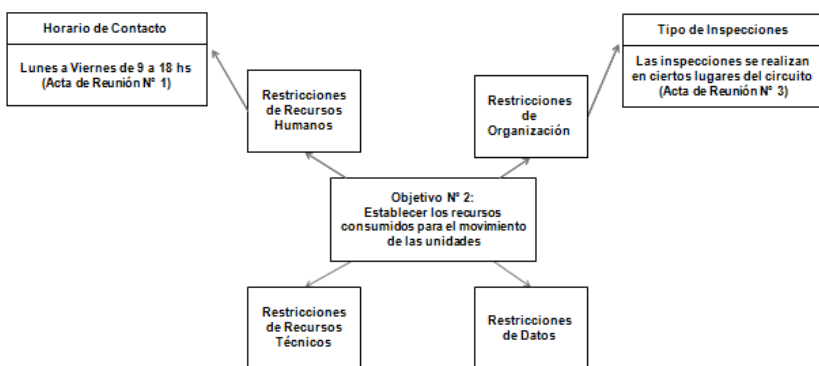 Horario de Contacto
Lunes a Viernes de 9 a 18 hs
(Acta de Reunión N° 1)
Tipo de Inspecciones
Las inspecciones se realizan
en ciertos lugares del circuito
(Acta de Reunión N° 3)
Restricciones
de Recursos
Humanos
Restricciones
de
Organización
Objetivo N° 2:
Establecer los recursos
consumidos para el movimiento
de las unidades
Restricciones
de Recursos
Técnicos
Restricciones
de Datos